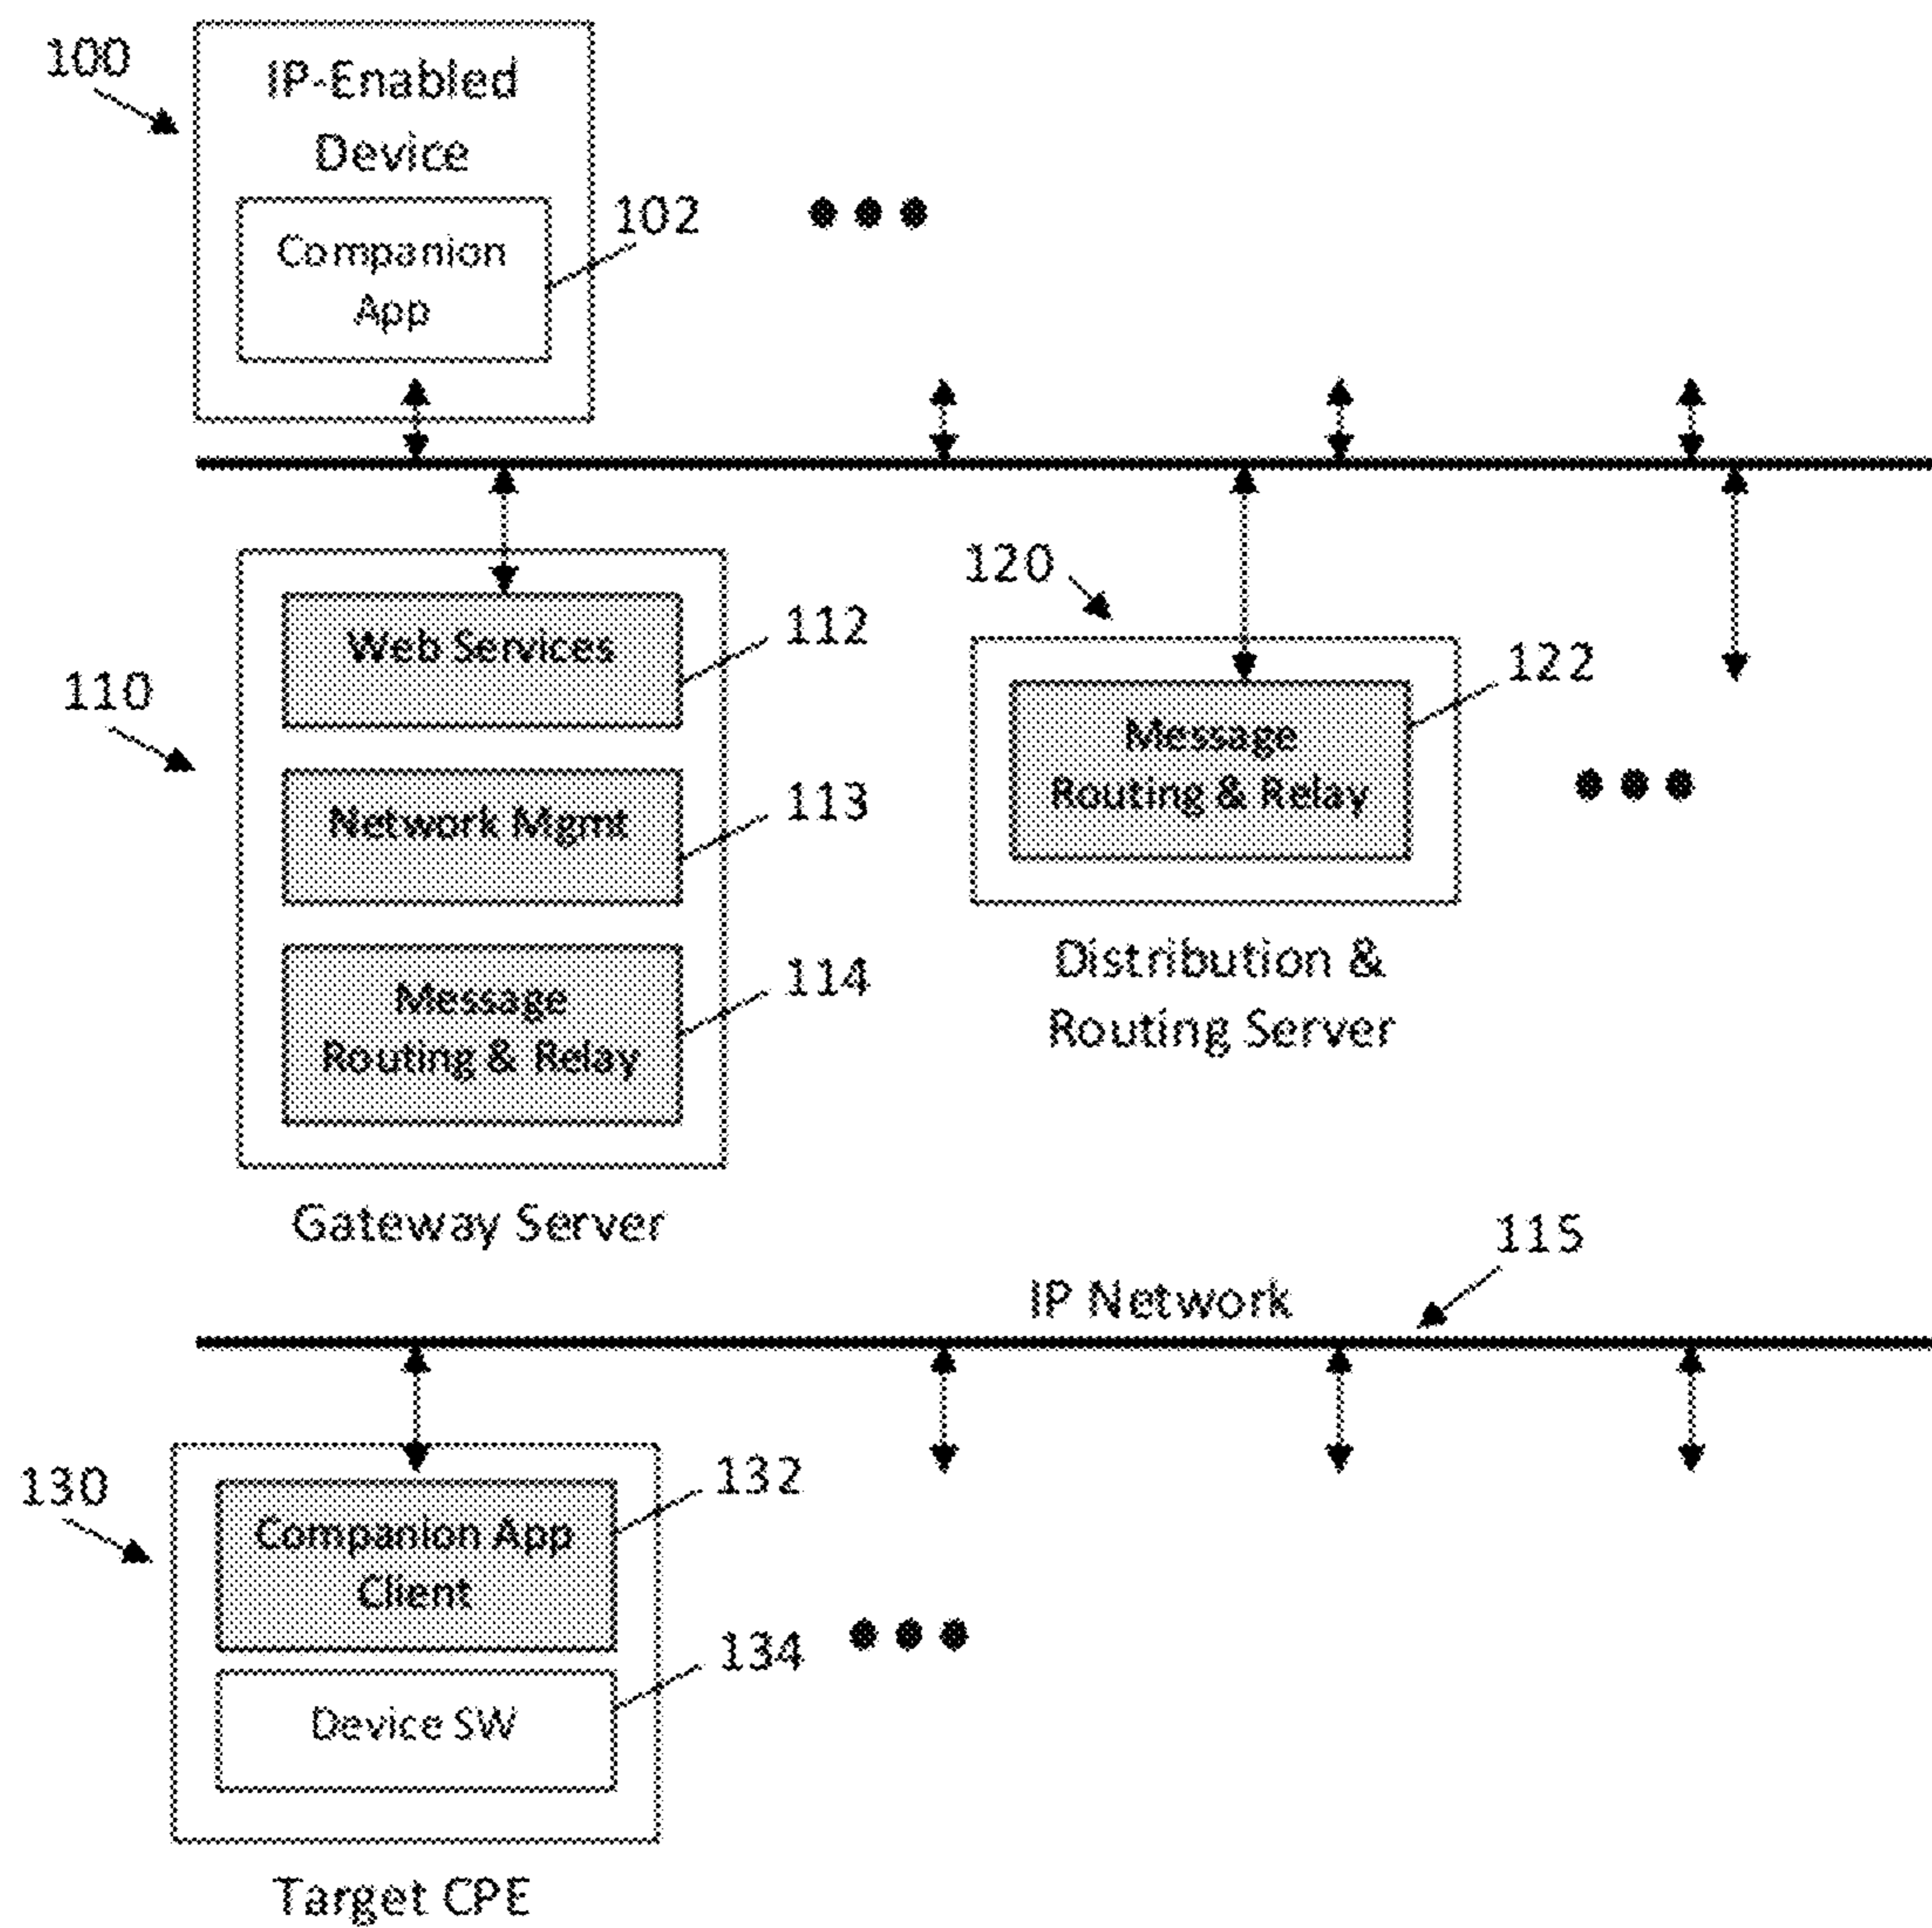 100
IP-Enabled
Device
102
Companion
App
120
112
Web Services
122
110
Message
Routing & Relay
113
Network Mgmt
Distribution &
Routing Server
114
Message
Routing & Relay
Gateway Server
115
IP Network
130
132
Companion App
Client
134
Device SW
Target CPE